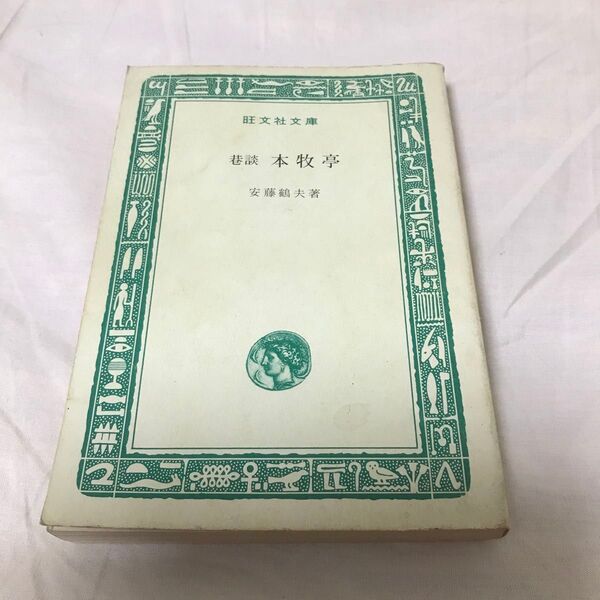 旺文社文庫
巷談 本牧亭
安藤鶴夫著